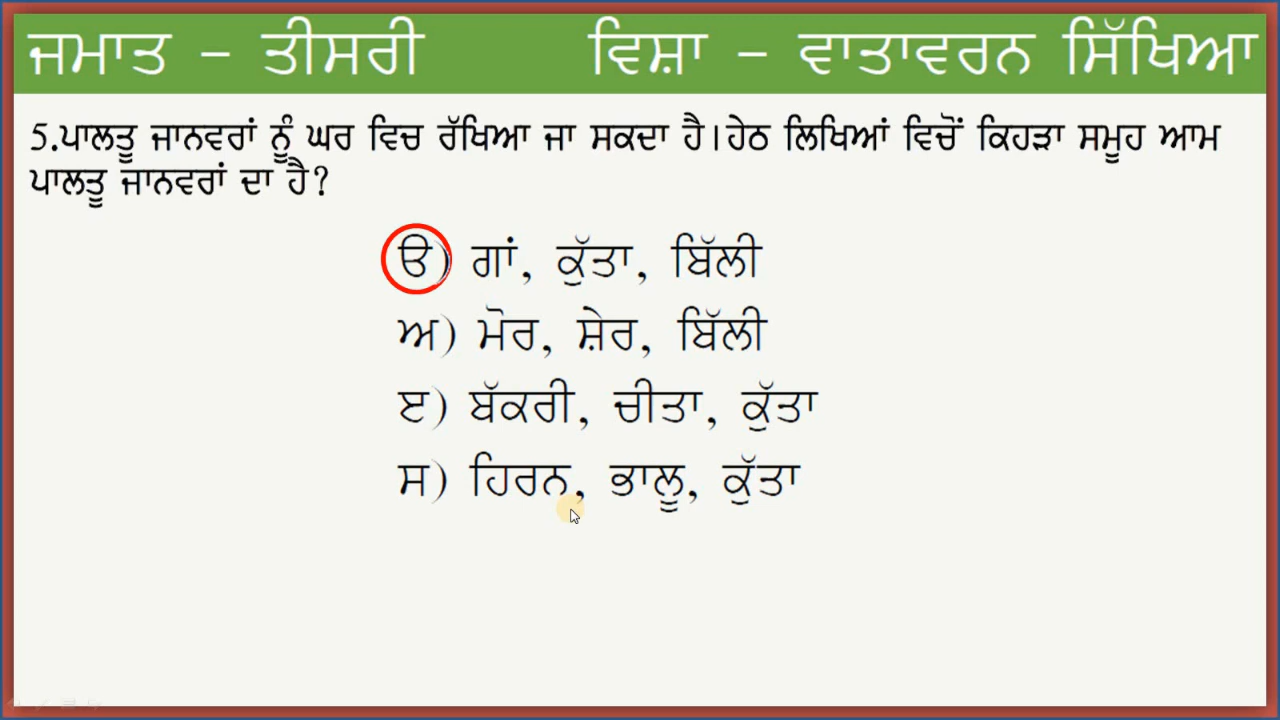 ਜਮਾਤ – ਤੀਸਰੀ ਵਿਸ਼ਾ – ਵਾਤਾਵਰਨ ਸਿੱਖਿਆ
5.ਪਾਲਤੂ ਜਾਨਵਰਾਂ ਨੂੰ ਘਰ ਵਿਚ ਰੱਖਿਆ ਜਾ ਸਕਦਾ ਹੈ।ਹੇਠ ਲਿਖਿਆਂ ਵਿਚੋਂ ਕਿਹੜਾ ਸਮੂਹ ਆਮ
ਪਾਲਤੂ ਜਾਨਵਰਾਂ ਦਾ ਹੈ?
ੳ) ਗਾਂ, ਕੁੱਤਾ, ਬਿੱਲੀ
ਅ) ਮੋਰ, ਸ਼ੇਰ, ਬਿੱਲੀ
ੲ) ਬੱਕਰੀ, ਚੀਤਾ, ਕੁੱਤਾ
ਸ) ਹਿਰਨ, ਭਾਲੂ, ਕੁੱਤਾ